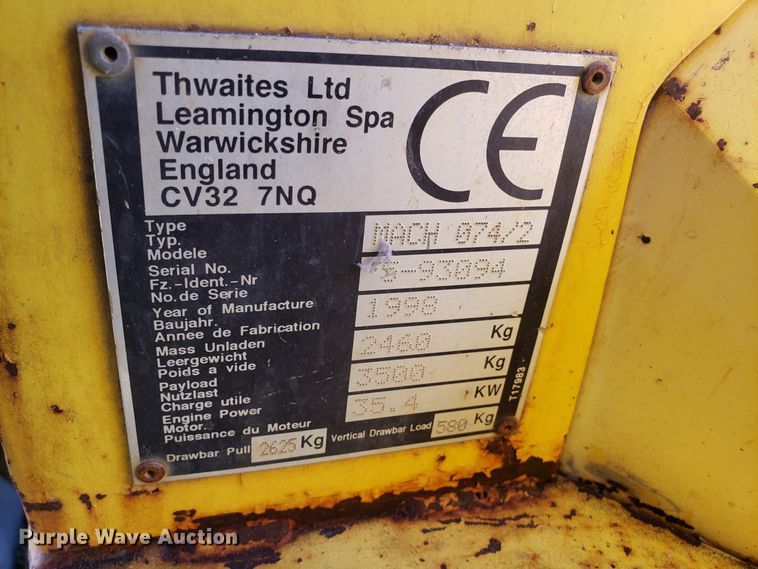 Thwaites Ltd
Leamington Spa
Warwickshire
England
CV32 7NQ
CE
Type
Typ.
Modele
MACH 074/2
Serial No.
Fz.-Ident.-Nr
No.de Serie
-93094
Year of Manufacture
Baujahr.
Annee de Fabrication
1998
Mass Unladen
Leergewicht
Poids a vide
2460 Kg
Payload
Nutzlast
Charge utile
3500 Kg
Engine Power
Motor.
Puissance du Moteur
35.4 KW
Drawbar Pull 2625 Kg Vertical Drawbar Load 580 Kg
T17983
Purple Wave Auction